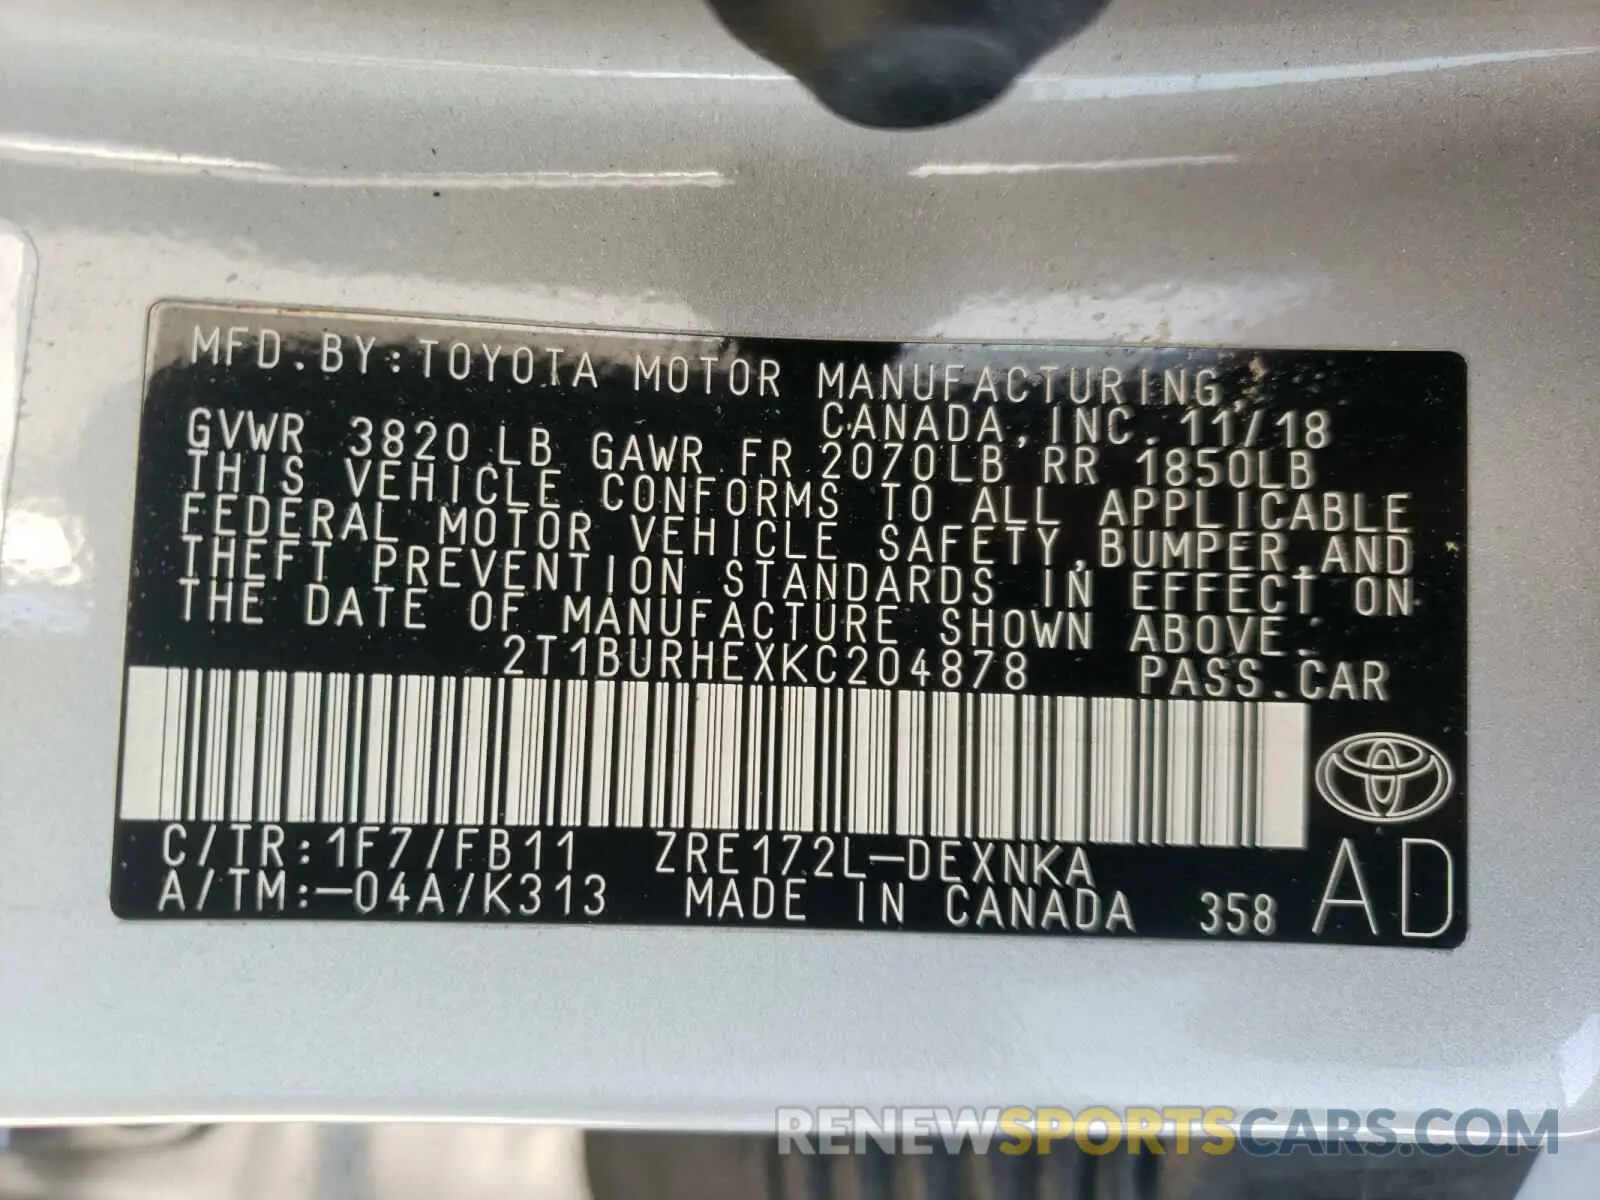 MFD.BY:TOYOTA MOTOR MANUFACTURING
CANADA,INC. 11/18
GVWR 3820 LB GAWR FR 2070LB RR 1850LB
THIS VEHICLE CONFORMS TO ALL APPLICABLE
FEDERAL MOTOR VEHICLE SAFETY,BUMPER,AND
THEFT PREVENTION STANDARDS IN EFFECT ON
THE DATE OF MANUFACTURE SHOWN ABOVE.
2T1BURHEXKC204878 PASS.CAR
C/TR:1F7/FB11 ZRE172L-DEXNKA
A/TM:-04A/K313 MADE IN CANADA 358 AD
RENEWSPORTSCARS.COM